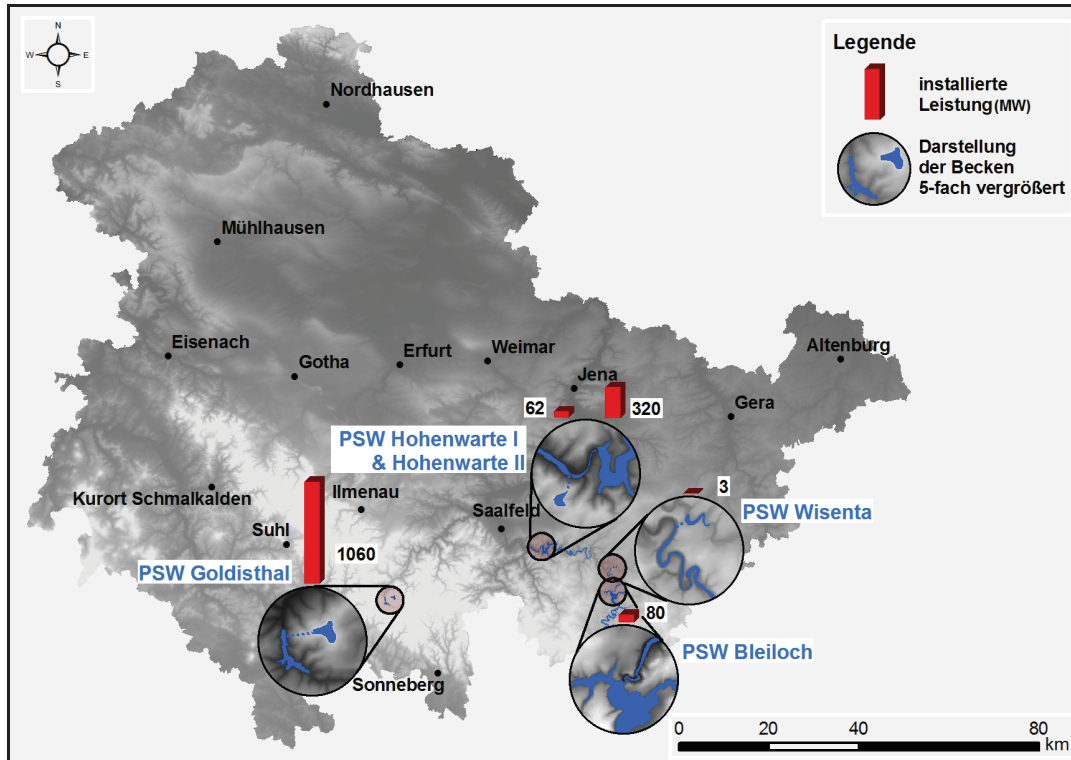 N
W
E
S
Legende
installierte
Leistung(MW)
Darstellung
der Becken
5-fach vergrößert
Nordhausen
Mühlhausen
Eisenach
Gotha
Erfurt
Weimar
Jena
Altenburg
Gera
62
320
PSW Hohenwarte I
& Hohenwarte II
Kurort Schmalkalden
Ilmenau
Saalfeld
3
PSW Wisenta
Suhl
1060
PSW Goldisthal
80
PSW Bleiloch
Sonneberg
0
20
40
80
km